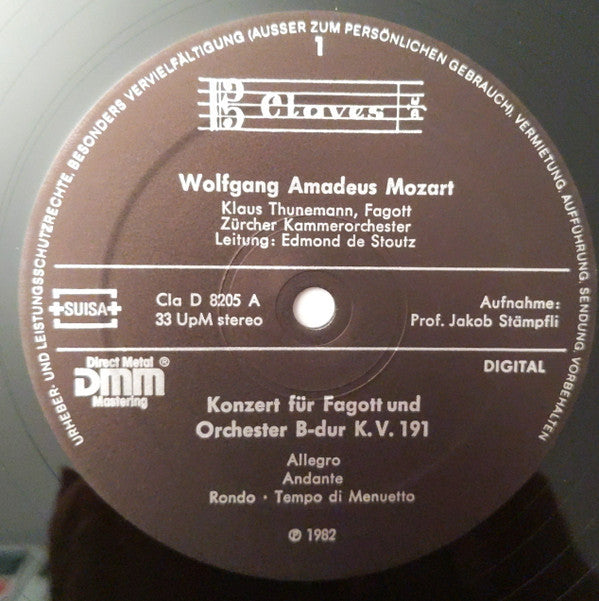 URHEBER- UND LEISTUNGSSCHUTZRECHTE, BESONDERS VERVIELFÄLTIGUNG (AUSSER ZUM PERSÖNLICHEN GEBRAUCH), VERMIETUNG, AUFFÜHRUNG, SENDUNG, VORBEHALTEN
1
Claves
Wolfgang Amadeus Mozart
Klaus Thunemann, Fagott
Zürcher Kammerorchester
Leitung: Edmond de Stoutz
SUISA
Cla D 8205 A
33 UpM stereo
Aufnahme:
Prof. Jakob Stämpfli
Direct Metal ®
DMM
Mastering
DIGITAL
Konzert für Fagott und
Orchester B-dur K.V. 191
Allegro
Andante
Rondo · Tempo di Menuetto
℗ 1982